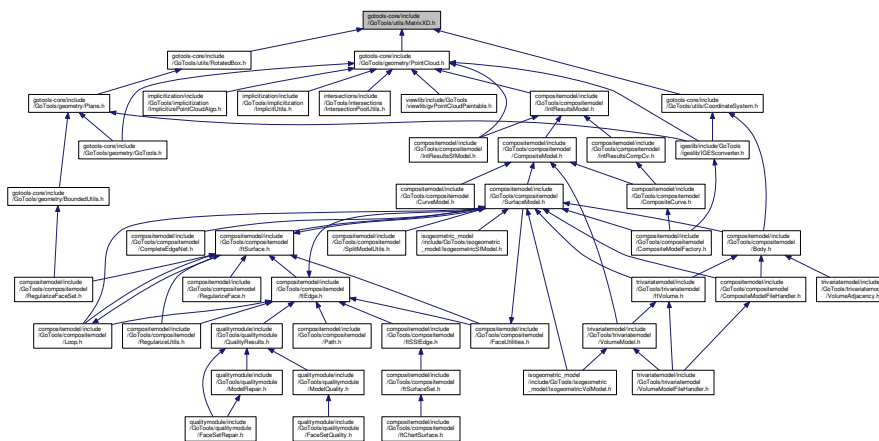 gotools-core/include
/GoTools/utils/MatrixXD.h
gotools-core/include
/GoTools/utils/RotatedBox.h
gotools-core/include
/GoTools/geometry/PointCloud.h
gotools-core/include
/GoTools/geometry/Plane.h
implicitization/include
/GoTools/implicitization
/ImplicitizePointCloudAlgo.h
implicitization/include
/GoTools/implicitization
/ImplicitUtils.h
intersections/include
/GoTools/intersections
/IntersectionPoolUtils.h
viewlib/include/GoTools
/viewlib/gvPointCloudPaintable.h
compositemodel/include
/GoTools/compositemodel
/IntResultsModel.h
gotools-core/include
/GoTools/utils/CoordinateSystem.h
gotools-core/include
/GoTools/geometry/GoTools.h
compositemodel/include
/GoTools/compositemodel
/IntResultsSfModel.h
compositemodel/include
/GoTools/compositemodel
/CompositeModel.h
compositemodel/include
/GoTools/compositemodel
/IntResultsCompCv.h
igeslib/include/GoTools
/igeslib/IGESconverter.h
gotools-core/include
/GoTools/geometry/BoundedUtils.h
compositemodel/include
/GoTools/compositemodel
/CurveModel.h
compositemodel/include
/GoTools/compositemodel
/SurfaceModel.h
compositemodel/include
/GoTools/compositemodel
/CompositeCurve.h
compositemodel/include
/GoTools/compositemodel
/CompleteEdgeNet.h
compositemodel/include
/GoTools/compositemodel
/ftSurface.h
compositemodel/include
/GoTools/compositemodel
/SplitModelUtils.h
isogeometric_model
/include/GoTools/isogeometric
_model/IsogeometricSfModel.h
compositemodel/include
/GoTools/compositemodel
/CompositeModelFactory.h
compositemodel/include
/GoTools/compositemodel
/Body.h
compositemodel/include
/GoTools/compositemodel
/RegularizeFaceSet.h
compositemodel/include
/GoTools/compositemodel
/RegularizeFace.h
compositemodel/include
/GoTools/compositemodel
/ftEdge.h
trivariatemodel/include
/GoTools/trivariatemodel
/ftVolume.h
compositemodel/include
/GoTools/compositemodel
/CompositeModelFileHandler.h
trivariatemodel/include
/GoTools/trivariatemodel
/VolumeAdjacency.h
compositemodel/include
/GoTools/compositemodel
/Loop.h
compositemodel/include
/GoTools/compositemodel
/RegularizeUtils.h
qualitymodule/include
/GoTools/qualitymodule
/QualityResults.h
compositemodel/include
/GoTools/compositemodel
/Path.h
compositemodel/include
/GoTools/compositemodel
/ftSSfEdge.h
compositemodel/include
/GoTools/compositemodel
/FaceUtilities.h
trivariatemodel/include
/GoTools/trivariatemodel
/VolumeModel.h
qualitymodule/include
/GoTools/qualitymodule
/ModelRepair.h
qualitymodule/include
/GoTools/qualitymodule
/ModelQuality.h
compositemodel/include
/GoTools/compositemodel
/ftSurfaceSet.h
isogeometric_model
/include/GoTools/isogeometric
_model/IsogeometricVolModel.h
trivariatemodel/include
/GoTools/trivariatemodel
/VolumeModelFileHandler.h
qualitymodule/include
/GoTools/qualitymodule
/FaceSetRepair.h
qualitymodule/include
/GoTools/qualitymodule
/FaceSetQuality.h
compositemodel/include
/GoTools/compositemodel
/ftChartSurface.h